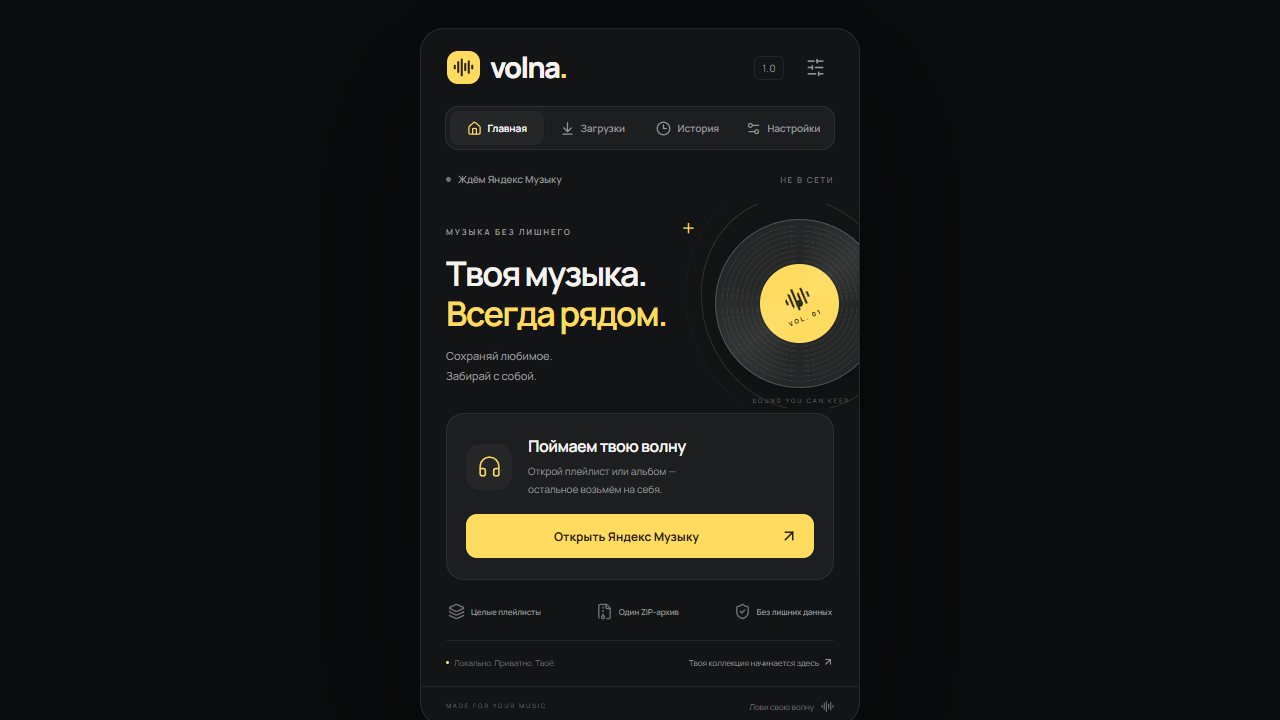 volna.
1.0
Главная
Загрузки
История
Настройки
Ждём Яндекс Музыку
НЕ В СЕТИ
МУЗЫКА БЕЗ ЛИШНЕГО
Твоя музыка.
Всегда рядом.
Сохраняй любимое.
Забирай с собой.
VOL. 01
SOUND YOU CAN KEEP
Поймаем твою волну
Открой плейлист или альбом —
остальное возьмём на себя.
Открыть Яндекс Музыку
Целые плейлисты
Один ZIP-архив
Без лишних данных
Локально. Приватно. Твоё.
Твоя коллекция начинается здесь
MADE FOR YOUR MUSIC
Лови свою волну